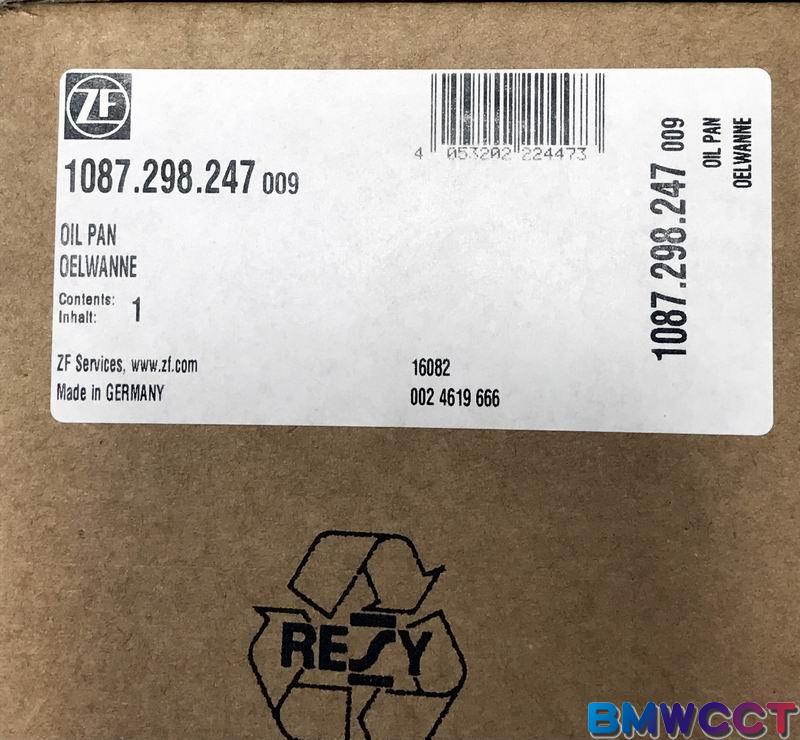 ZF
4 053202 224473
1087.298.247 009
OIL PAN
OELWANNE
Contents:
Inhalt: 1
ZF Services, www.zf.com
Made in GERMANY
16082
002 4619 666
1087.298.247 009
OIL PAN
OELWANNE
RESY
BMWCCT